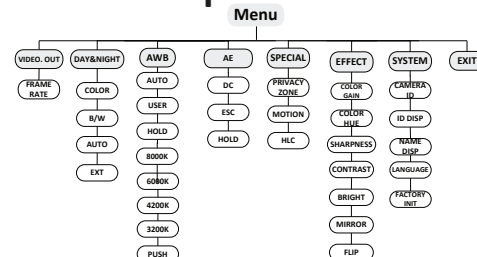 Menu
VIDEO. OUT
DAY&NIGHT
AWB
AE
SPECIAL
EFFECT
SYSTEM
EXIT
FRAME
RATE
COLOR
B/W
AUTO
EXT
AUTO
USER
HOLD
8000K
6000K
4200K
3200K
PUSH
DC
ESC
HOLD
PRIVACY
ZONE
MOTION
HLC
COLOR
GAIN
COLOR
HUE
SHARPNESS
CONTRAST
BRIGHT
MIRROR
FLIP
CAMERA
ID
ID DISP
NAME
DISP
LANGUAGE
FACTORY
INIT